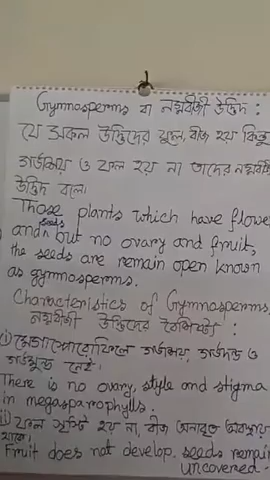 Gymnosperms বা নগ্নবীজী উদ্ভিদ :
যে সকল উদ্ভিদের ফুল, বীজ হয় কিন্তু
গর্ভাশয় ও ফল হয় না তাদের নগ্নবীজী
উদ্ভিদ বলে।
Those plants which have flowe
and seeds but no ovary and fruit,
the seeds are remain open known
as gymnosperms.
Characteristics of Gymnosperms
নগ্নবীজী উদ্ভিদের বৈশিষ্ট্য :
i) মেগাস্পোরোফিলে গর্ভাশয়, গর্ভদন্ড ও
গর্ভমুন্ড নেই।
There is no ovary, style and stigma
in megasporophylls.
ii) ফল সৃষ্টি হয় না, বীজ অনাবৃত অবস্থায়
থাকে।
Fruit does not develop, seeds remain
uncovered.